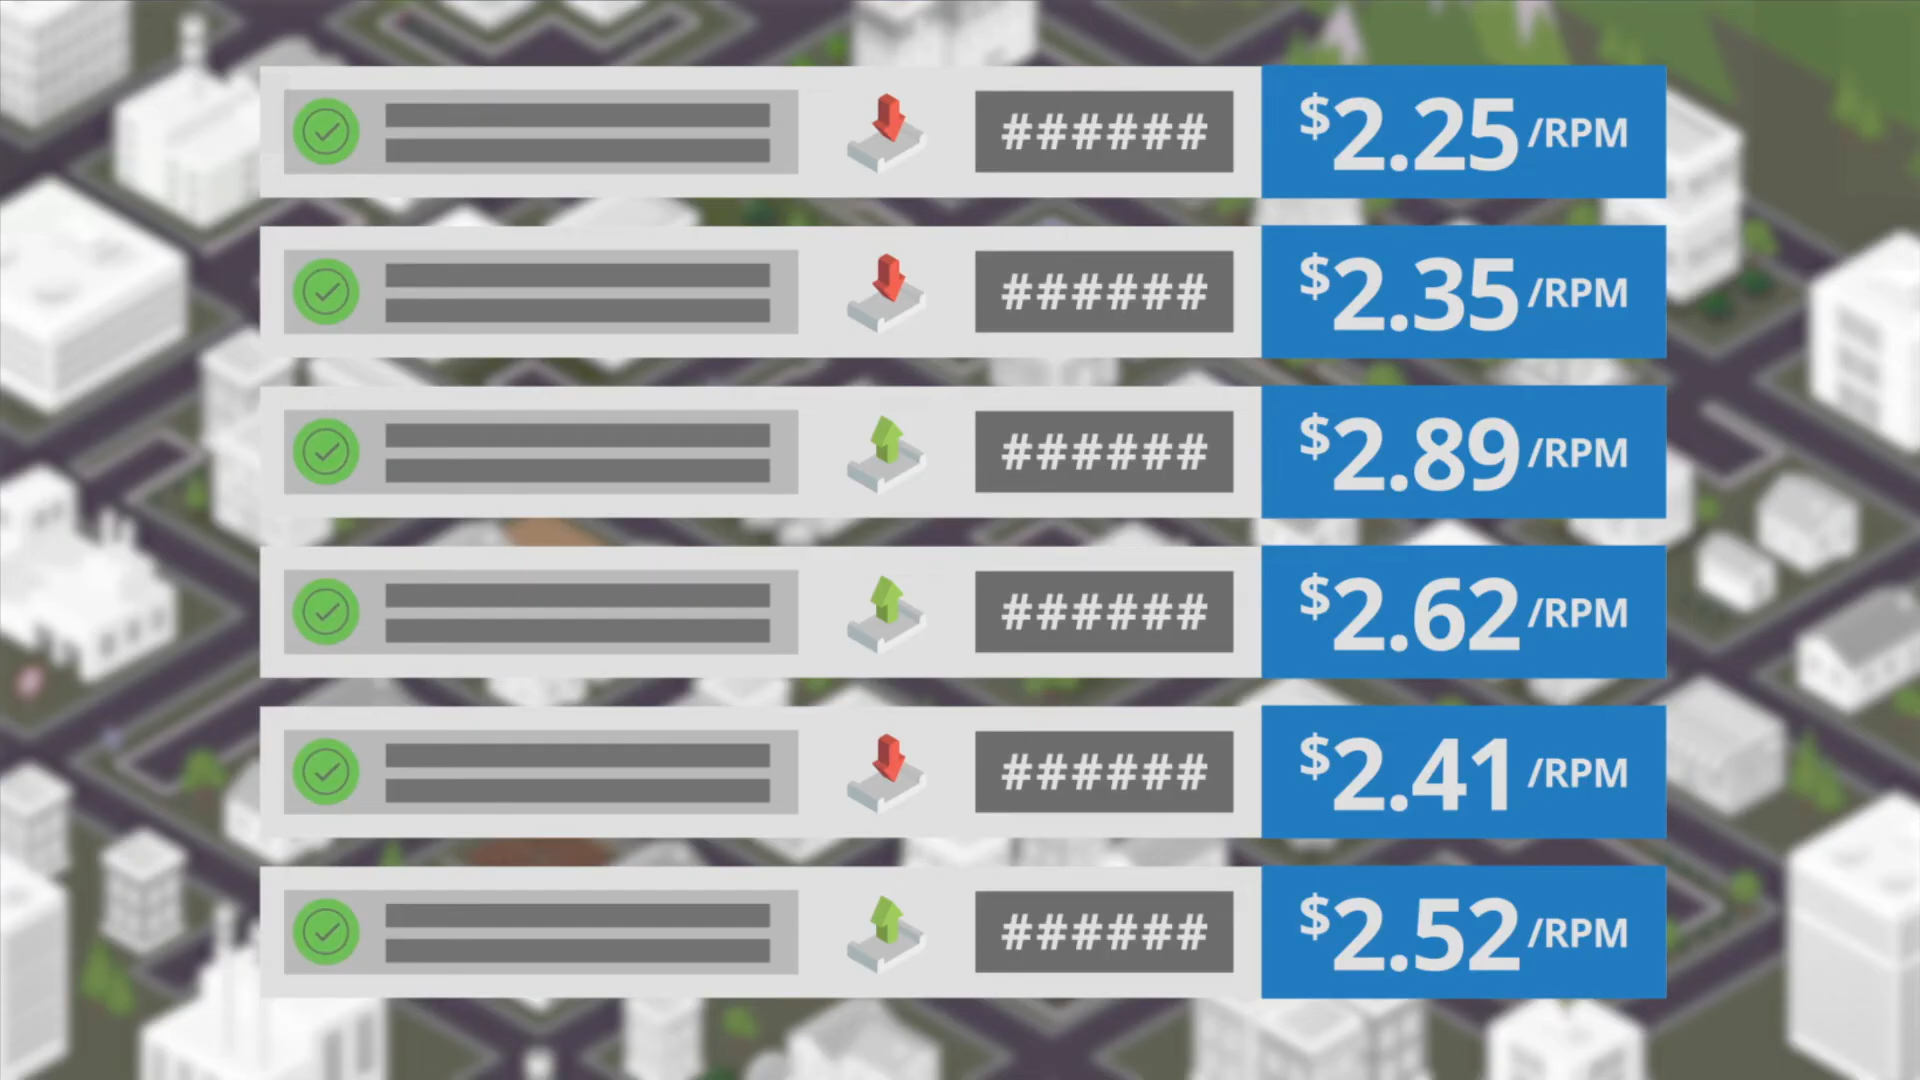 ###### $2.25/RPM
###### $2.35/RPM
###### $2.89/RPM
###### $2.62/RPM
###### $2.41/RPM
###### $2.52/RPM